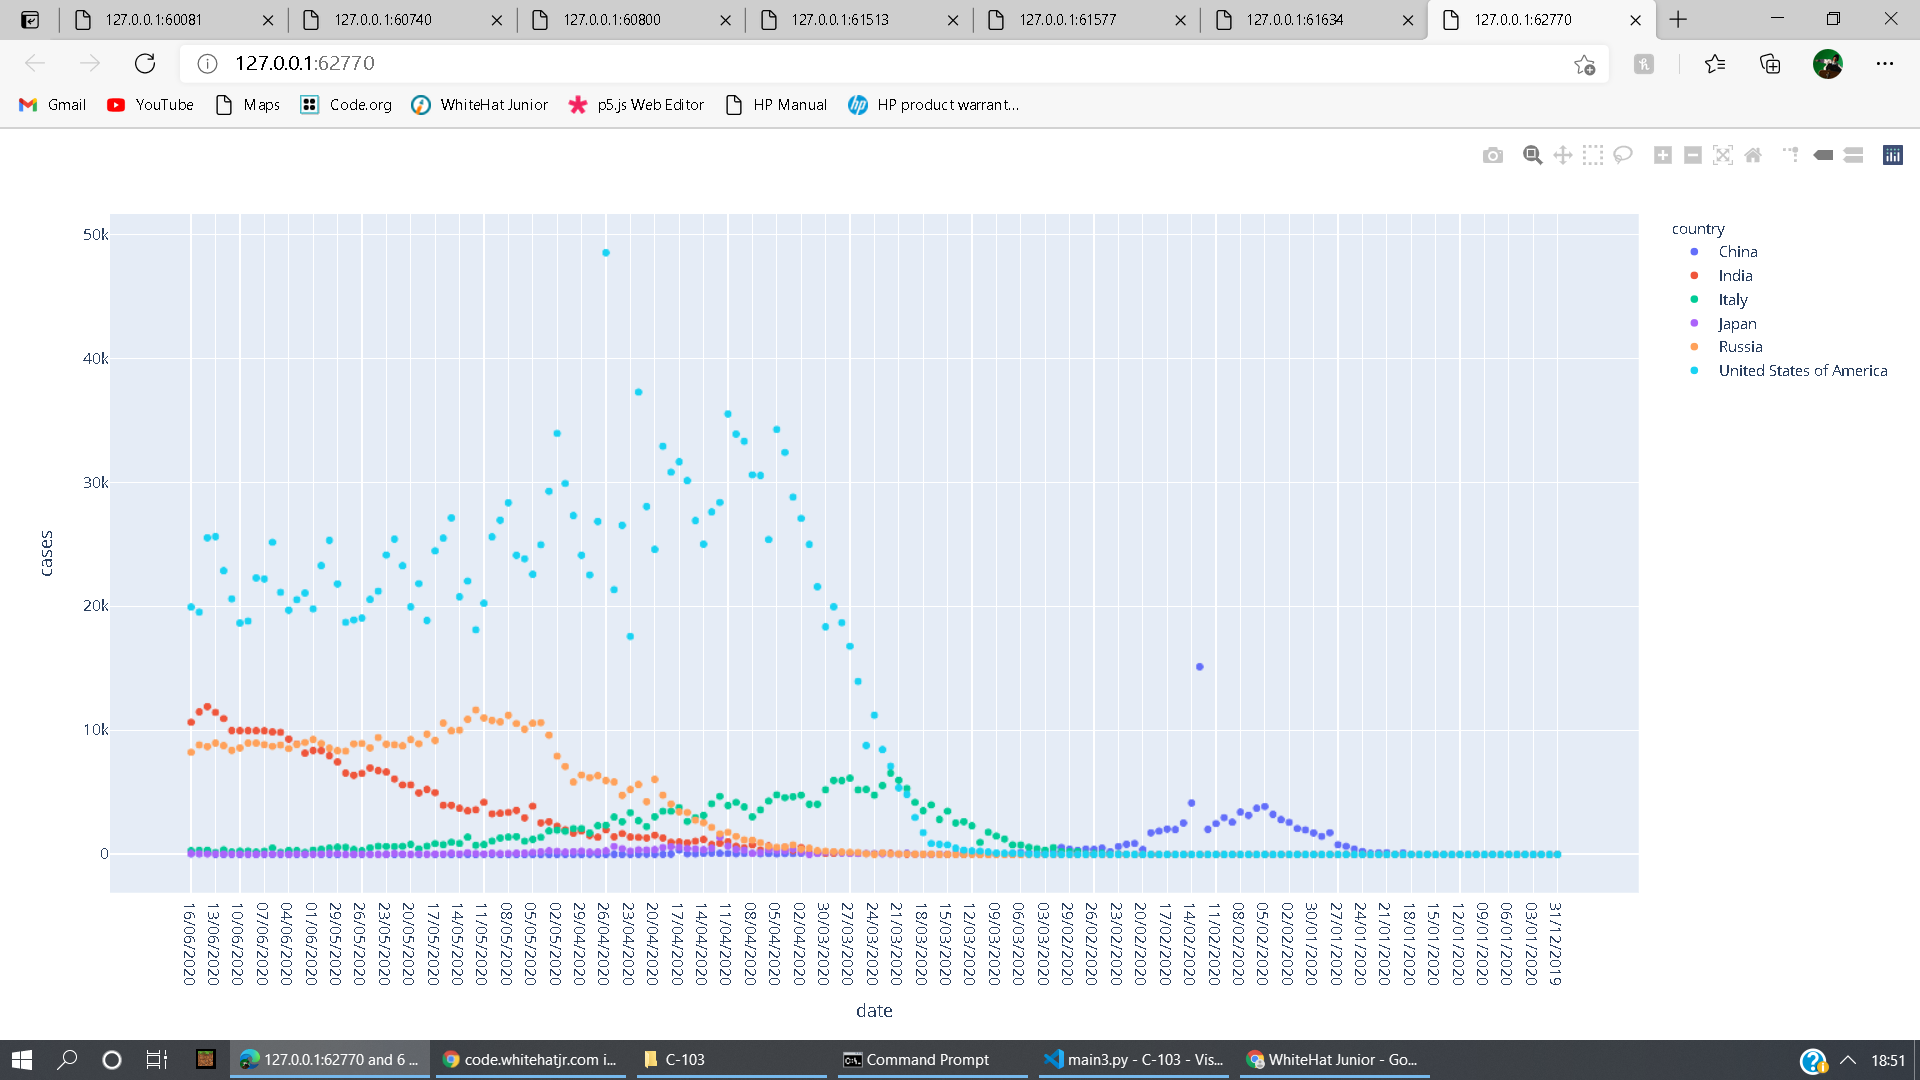 127.0.0.1:60081
127.0.0.1:60740
127.0.0.1:60800
127.0.0.1:61513
127.0.0.1:61577
127.0.0.1:61634
127.0.0.1:62770
127.0.0.1:62770
Gmail
YouTube
Maps
Code.org
WhiteHat Junior
p5.js Web Editor
HP Manual
HP product warrant...
50k
40k
30k
20k
10k
0
cases
country
China
India
Italy
Japan
Russia
United States of America
16/06/2020
13/06/2020
10/06/2020
07/06/2020
04/06/2020
01/06/2020
29/05/2020
26/05/2020
23/05/2020
20/05/2020
17/05/2020
14/05/2020
11/05/2020
08/05/2020
05/05/2020
02/05/2020
29/04/2020
26/04/2020
23/04/2020
20/04/2020
17/04/2020
14/04/2020
11/04/2020
08/04/2020
05/04/2020
02/04/2020
30/03/2020
27/03/2020
24/03/2020
21/03/2020
18/03/2020
15/03/2020
12/03/2020
09/03/2020
06/03/2020
03/03/2020
29/02/2020
26/02/2020
23/02/2020
20/02/2020
17/02/2020
14/02/2020
11/02/2020
08/02/2020
05/02/2020
02/02/2020
30/01/2020
27/01/2020
24/01/2020
21/01/2020
18/01/2020
15/01/2020
12/01/2020
09/01/2020
06/01/2020
03/01/2020
31/12/2019
date
127.0.0.1:62770 and 6 ...
code.whitehatjr.com i...
C-103
Command Prompt
main3.py - C-103 - Vis...
WhiteHat Junior - Go...
18:51